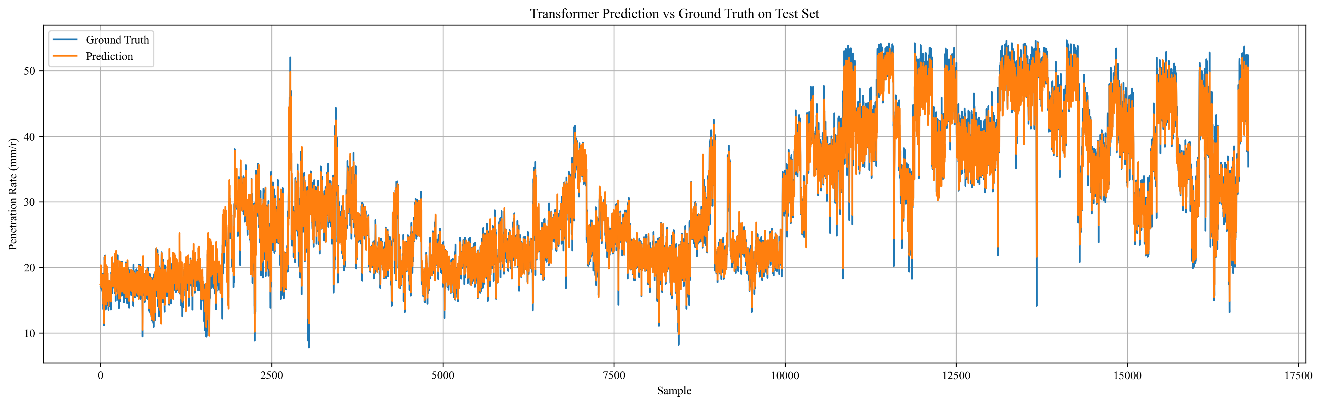 Transformer Prediction vs Ground Truth on Test Set
Ground Truth
Prediction
Penetration Rate (mm/r)
50
40
30
20
10
0
2500
5000
7500
10000
12500
15000
17500
Sample